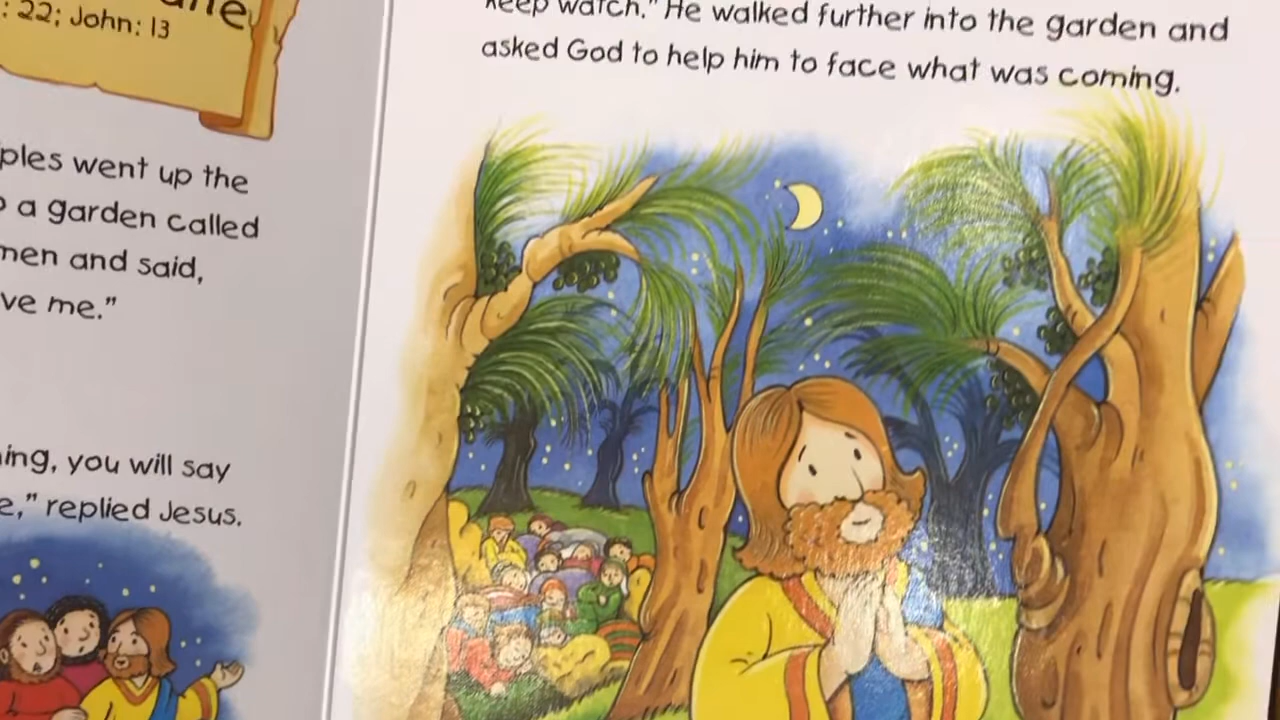 : 22; John: 13
ples went up the
a garden called
men and said,
ve me."
ing, you will say
e," replied Jesus.
keep watch." He walked further into the garden and
asked God to help him to face what was coming.